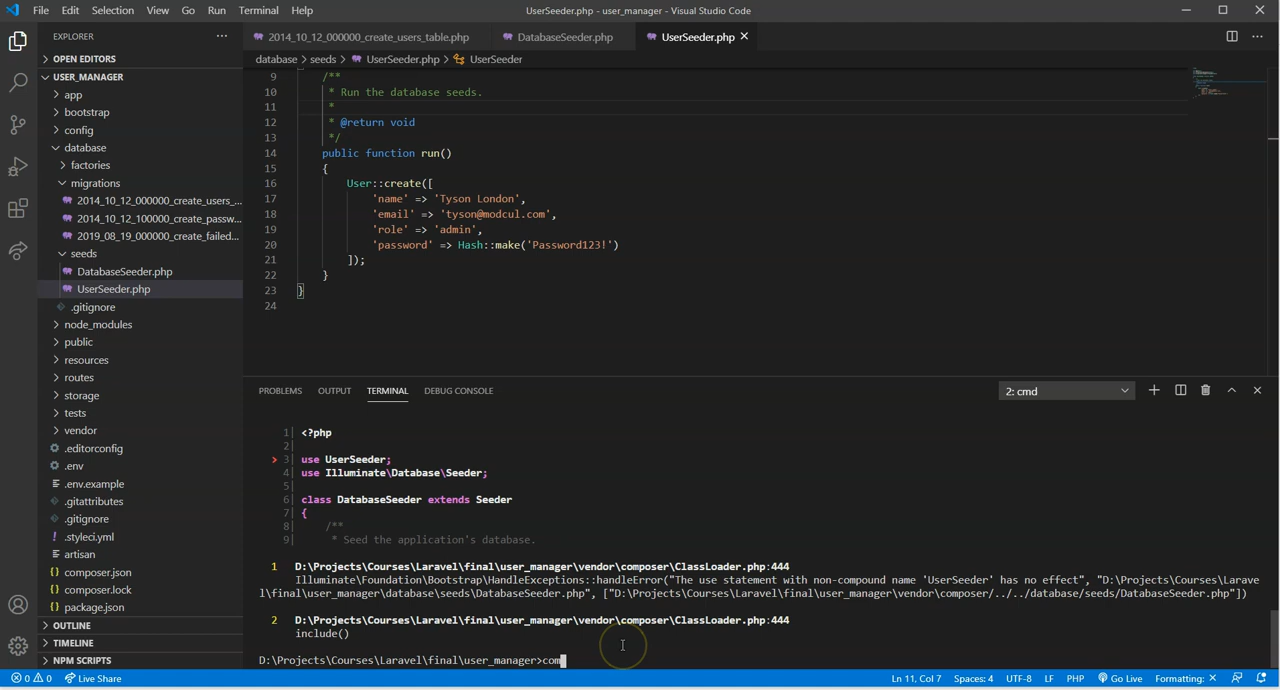 File Edit Selection View Go Run Terminal Help
UserSeeder.php - user_manager - Visual Studio Code
EXPLORER
OPEN EDITORS
USER_MANAGER
app
bootstrap
config
database
factories
migrations
2014_10_12_000000_create_users_...
2014_10_12_100000_create_passw...
2019_08_19_000000_create_failed...
seeds
DatabaseSeeder.php
UserSeeder.php
.gitignore
node_modules
public
resources
routes
storage
tests
vendor
.editorconfig
.env
.env.example
.gitattributes
.gitignore
.styleci.yml
artisan
composer.json
composer.lock
package.json
OUTLINE
TIMELINE
NPM SCRIPTS
2014_10_12_000000_create_users_table.php DatabaseSeeder.php UserSeeder.php
database > seeds > UserSeeder.php > UserSeeder
9 /**
10 * Run the database seeds.
11 *
12 * @return void
13 */
14 public function run()
15 {
16 User::create([
17 'name' => 'Tyson London',
18 'email' => 'tyson@modcul.com',
19 'role' => 'admin',
20 'password' => Hash::make('Password123!')
21 ]);
22 }
23 }
24
PROBLEMS OUTPUT TERMINAL DEBUG CONSOLE
2: cmd
1| <?php
2|
> 3| use UserSeeder;
4| use Illuminate\Database\Seeder;
5|
6| class DatabaseSeeder extends Seeder
7| {
8| /**
9| * Seed the application's database.
1 D:\Projects\Courses\Laravel\final\user_manager\vendor\composer\ClassLoader.php:444
Illuminate\Foundation\Bootstrap\HandleExceptions::handleError("The use statement with non-compound name 'UserSeeder' has no effect", "D:\Projects\Courses\Laravel
l\final\user_manager\database\seeds\DatabaseSeeder.php", ["D:\Projects\Courses\Laravel\final\user_manager\vendor\composer/../../database/seeds/DatabaseSeeder.php"])
2 D:\Projects\Courses\Laravel\final\user_manager\vendor\composer\ClassLoader.php:444
include()
D:\Projects\Courses\Laravel\final\user_manager>com
0 0 Live Share
Ln 11, Col 7 Spaces: 4 UTF-8 LF PHP Go Live Formatting: ×